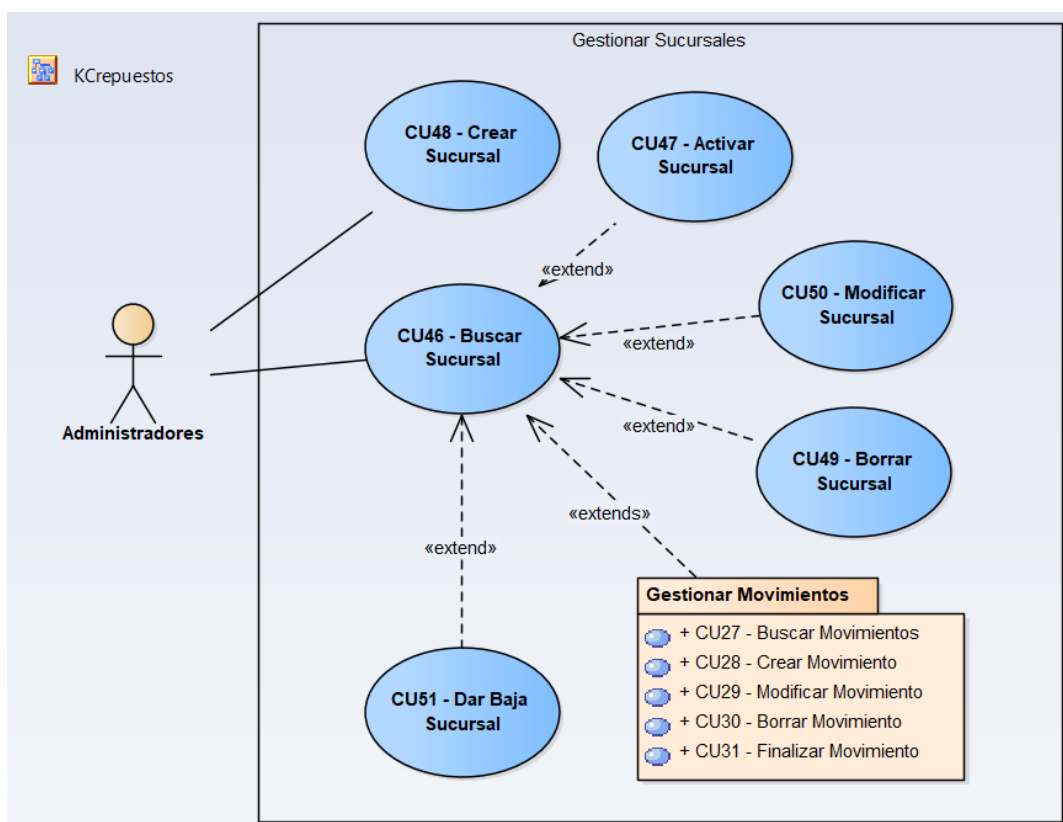 Gestionar Sucursales
KCrepuestos
CU48 - Crear
Sucursal
CU47 - Activar
Sucursal
«extend»
CU50 - Modificar
Sucursal
CU46 - Buscar
Sucursal
«extend»
Administradores
«extend»
CU49 - Borrar
Sucursal
«extends»
«extend»
Gestionar Movimientos
+ CU27 - Buscar Movimientos
+ CU28 - Crear Movimiento
+ CU29 - Modificar Movimiento
+ CU30 - Borrar Movimiento
+ CU31 - Finalizar Movimiento
CU51 - Dar Baja
Sucursal